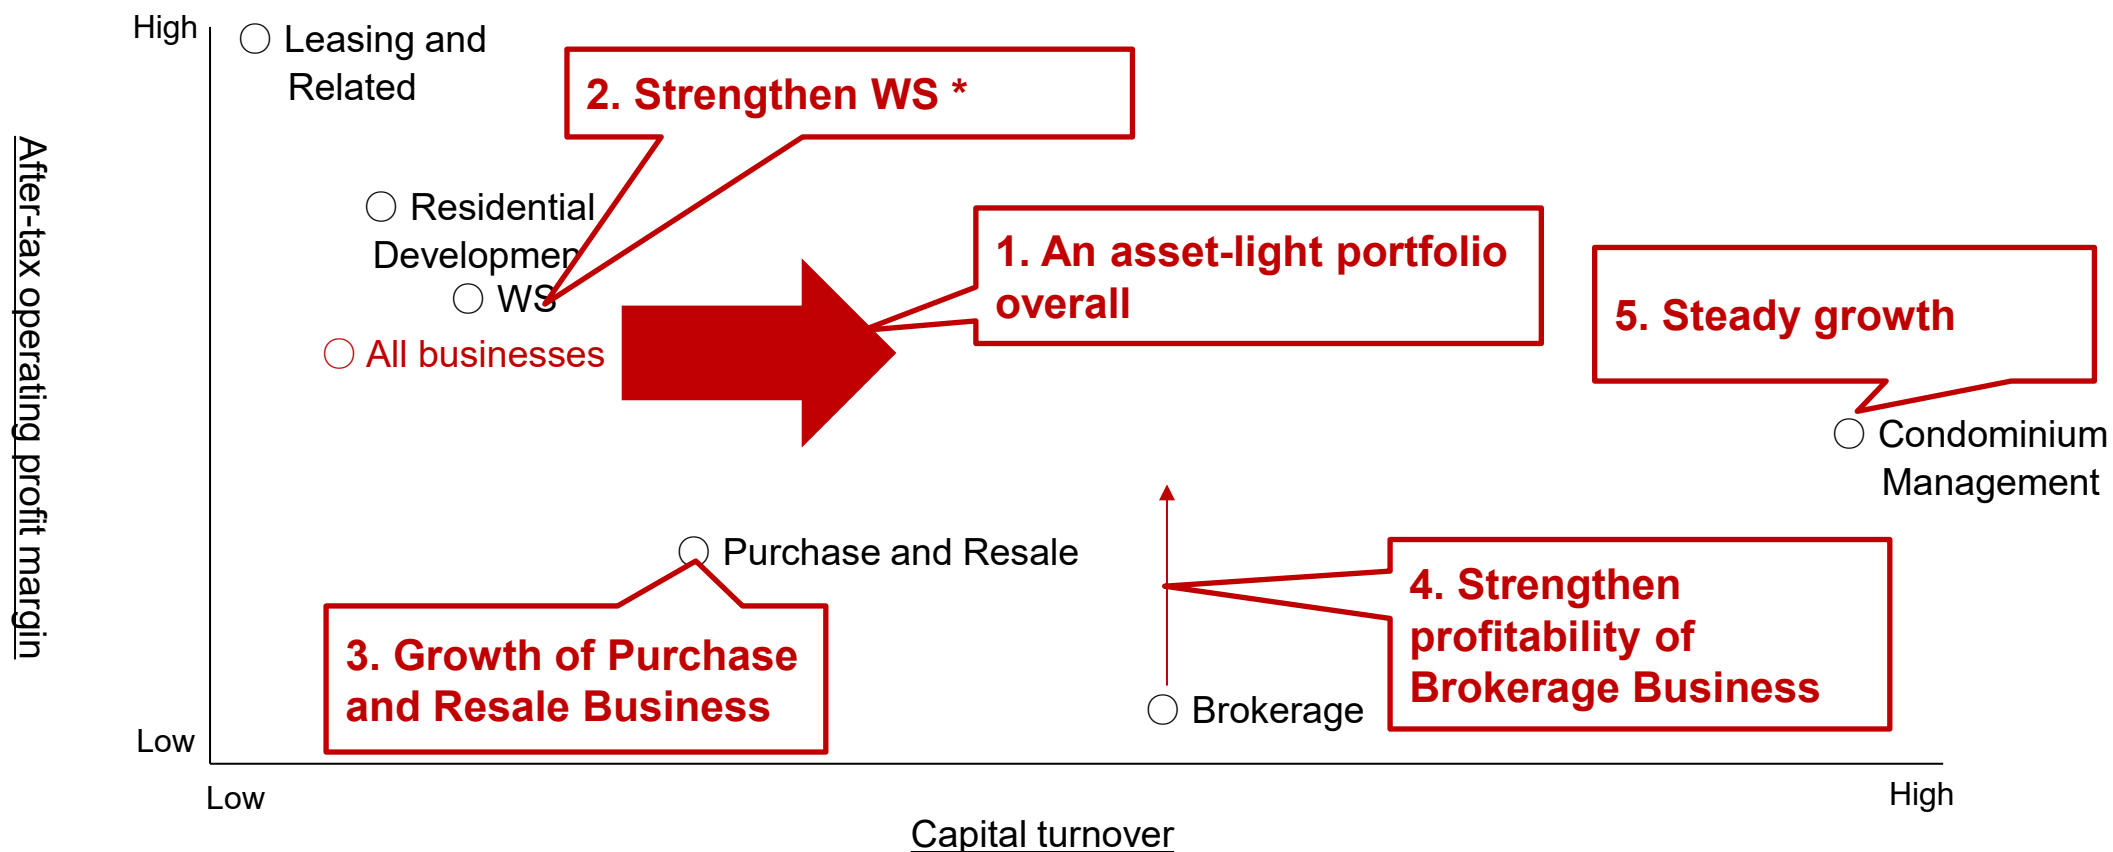 High
○ Leasing and
Related
2. Strengthen WS *
○ Residential
Development
○ WS
○ All businesses
1. An asset-light portfolio
overall
5. Steady growth
○ Condominium
Management
After-tax operating profit margin
○ Purchase and Resale
3. Growth of Purchase
and Resale Business
4. Strengthen
profitability of
Brokerage Business
○ Brokerage
Low
Low
High
Capital turnover